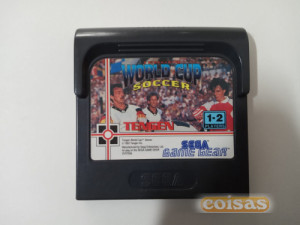 WORLD CUP
SOCCER
TENGEN
1-2
PLAYERS
SEGA
GAME GEAR
SEGA
coisas